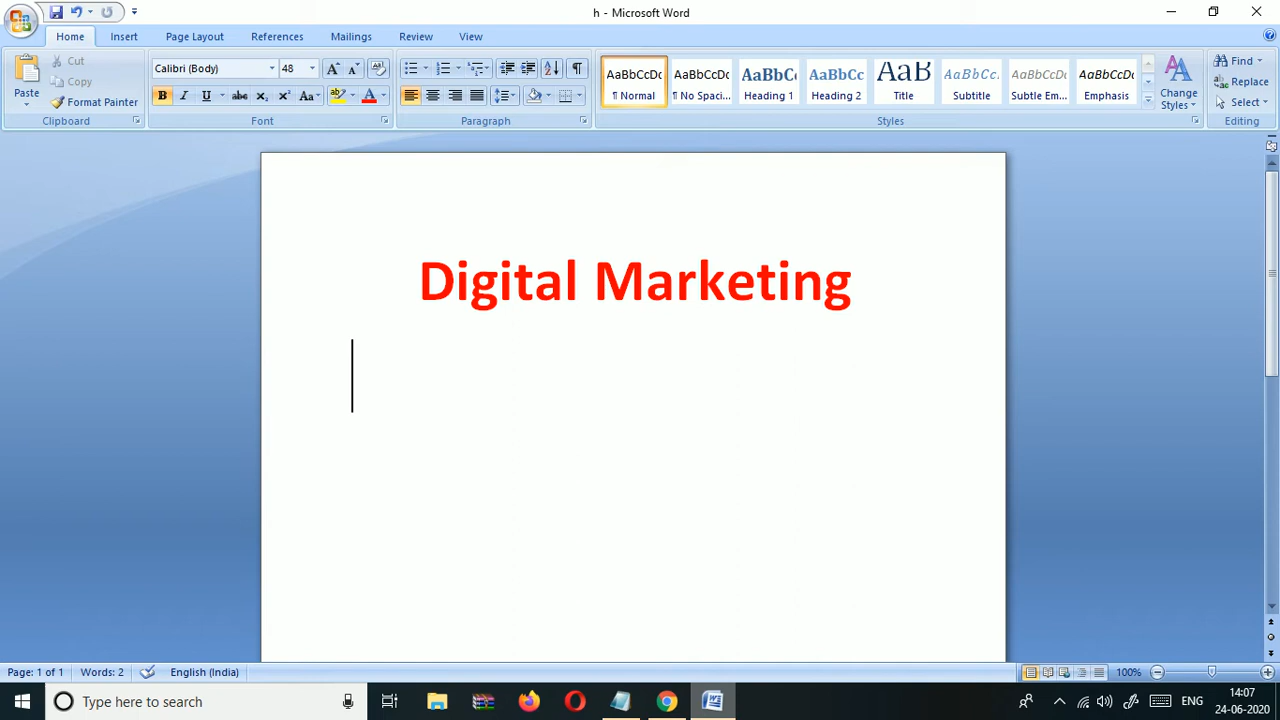 h - Microsoft Word
Home Insert Page Layout References Mailings Review View
Paste
Cut
Copy
Format Painter
Clipboard
Calibri (Body) 48
Font
Paragraph
AaBbCcDc AaBbCcDc AaBbCc AaBbCc AaB AaBbCc. AaBbCcDc AaBbCcDc
¶ Normal ¶ No Spaci... Heading 1 Heading 2 Title Subtitle Subtle Em... Emphasis
Change Styles
Styles
Find
Replace
Select
Editing
Digital Marketing
Page: 1 of 1 Words: 2 English (India) 100%
Type here to search
ENG
14:07
24-06-2020